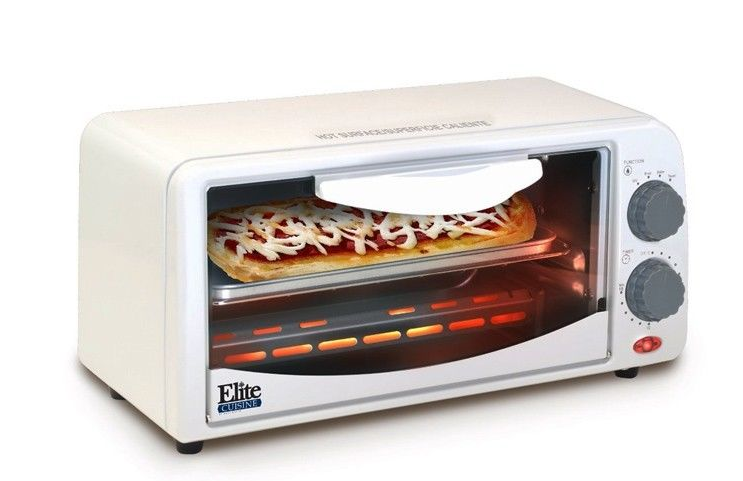 HOT SURFACE/SUPERFICIE CALIENTE
FUNCTION
TIMER
Elite
CUISINE